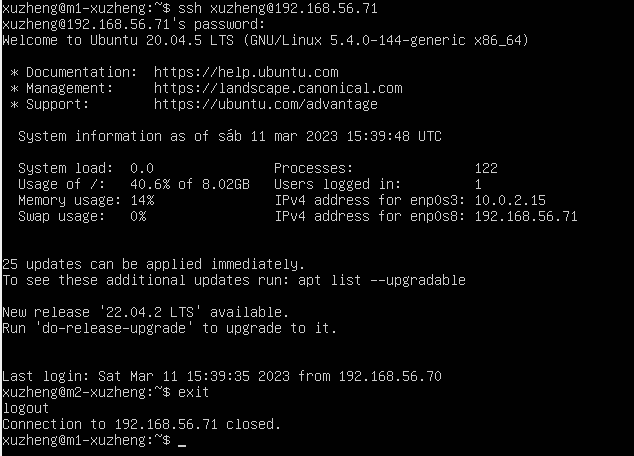 xuzheng@m1-xuzheng:~$ ssh xuzheng@192.168.56.71
xuzheng@192.168.56.71's password:
Welcome to Ubuntu 20.04.5 LTS (GNU/Linux 5.4.0-144-generic x86_64)
* Documentation:  https://help.ubuntu.com
* Management:     https://landscape.canonical.com
* Support:        https://ubuntu.com/advantage
System information as of sáb 11 mar 2023 15:39:48 UTC
System load:  0.0               Processes:               122
Usage of /:   40.6% of 8.02GB   Users logged in:         1
Memory usage: 14%               IPv4 address for enp0s3: 10.0.2.15
Swap usage:   0%                IPv4 address for enp0s8: 192.168.56.71
25 updates can be applied immediately.
To see these additional updates run: apt list --upgradable
New release '22.04.2 LTS' available.
Run 'do-release-upgrade' to upgrade to it.
Last login: Sat Mar 11 15:39:35 2023 from 192.168.56.70
xuzheng@m2-xuzheng:~$ exit
logout
Connection to 192.168.56.71 closed.
xuzheng@m1-xuzheng:~$ _